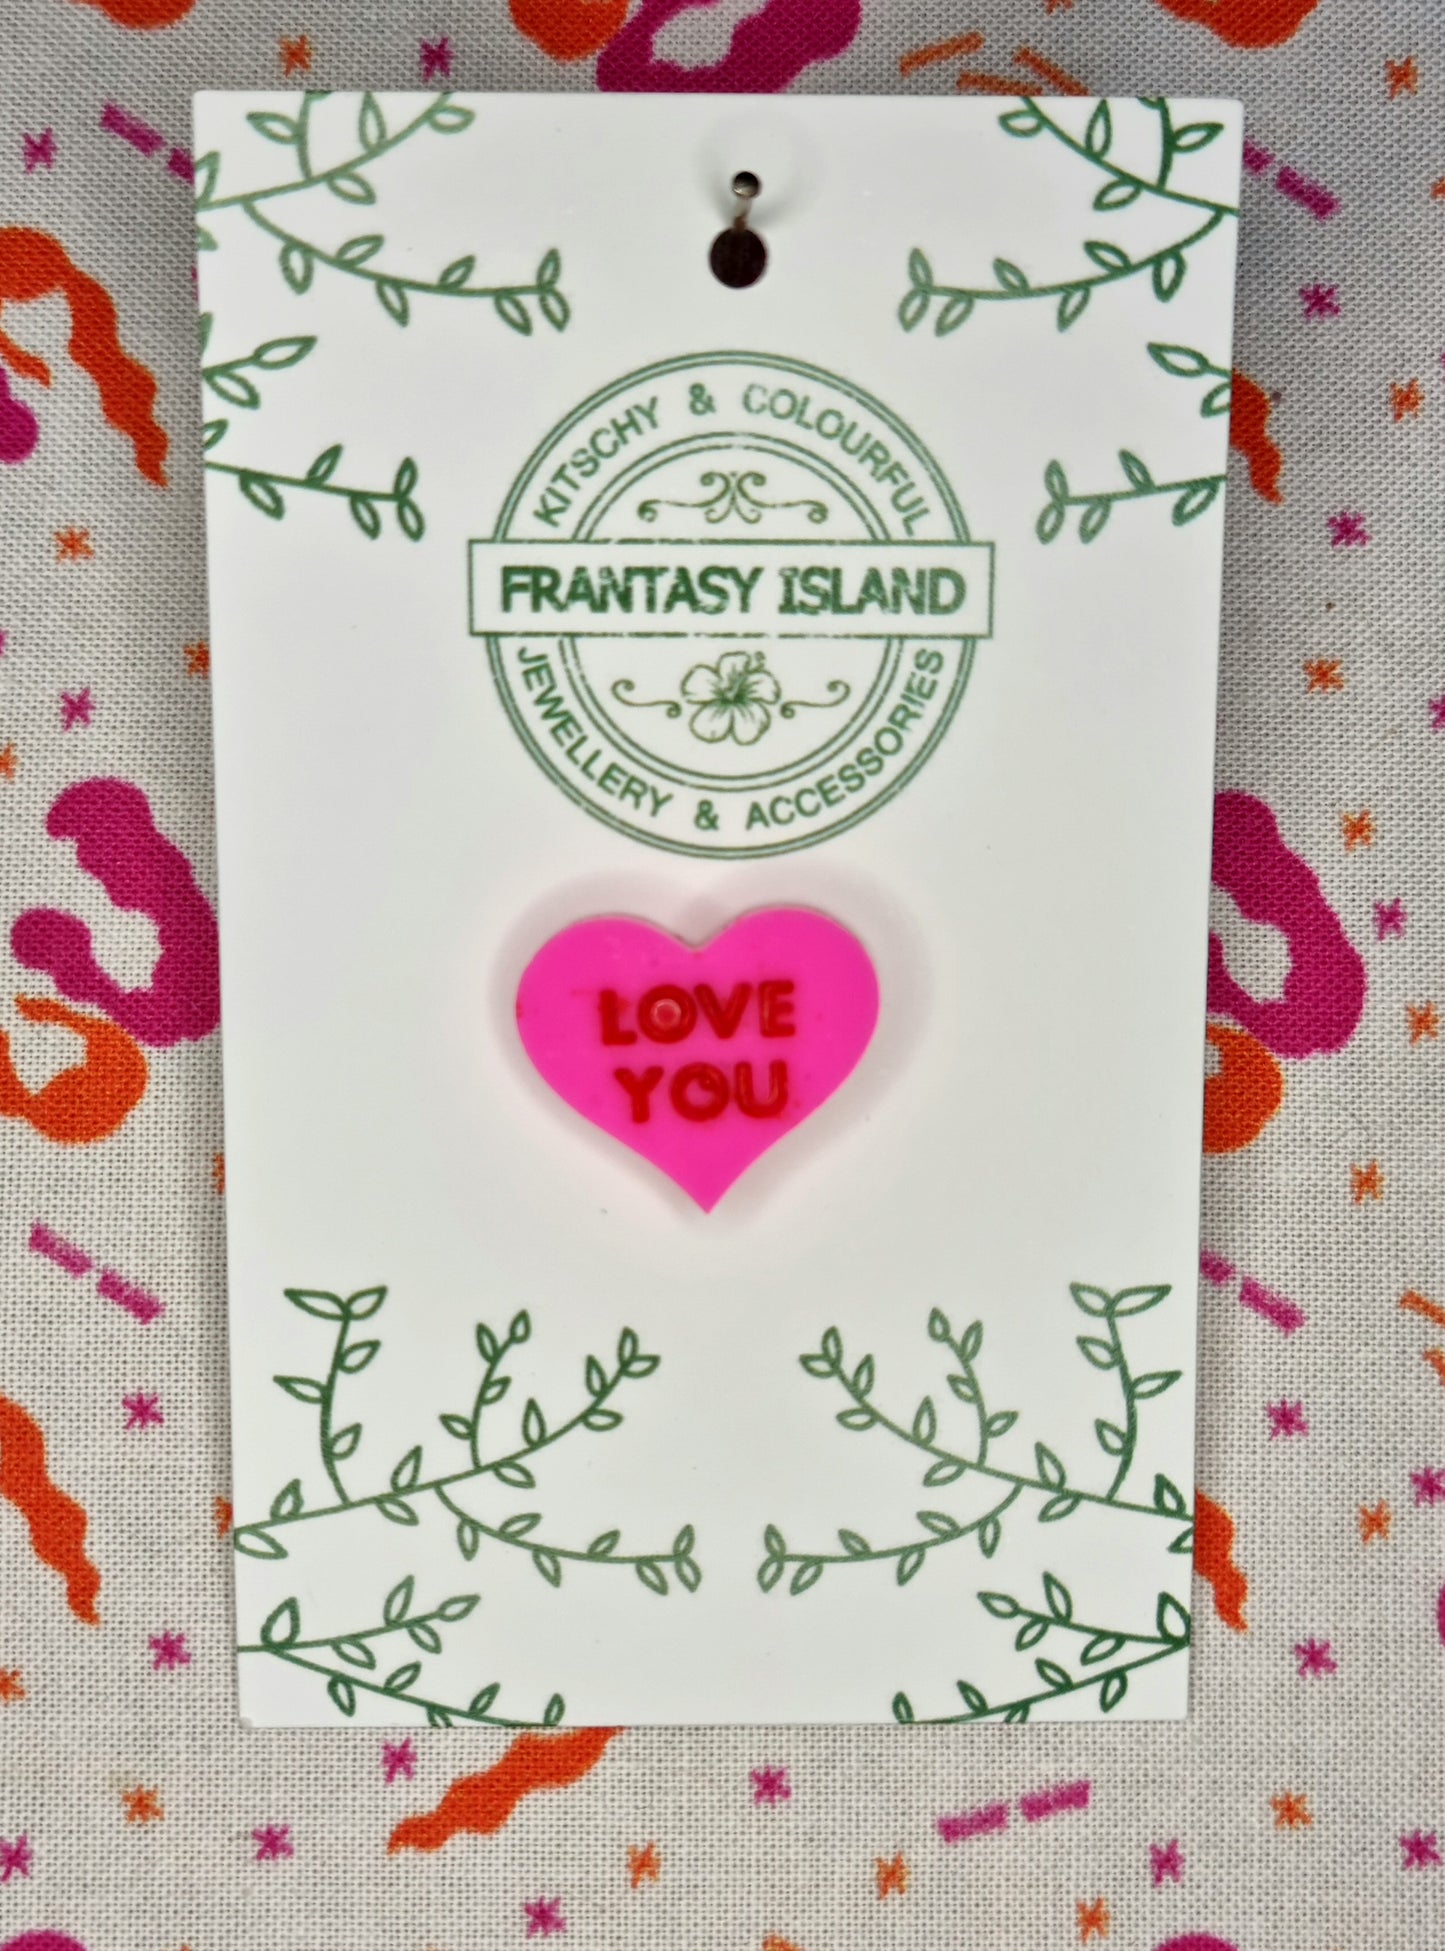 KITSCHY & COLOURFUL
FRANTASY ISLAND
JEWELLERY & ACCESSORIES
LOVE
YOU